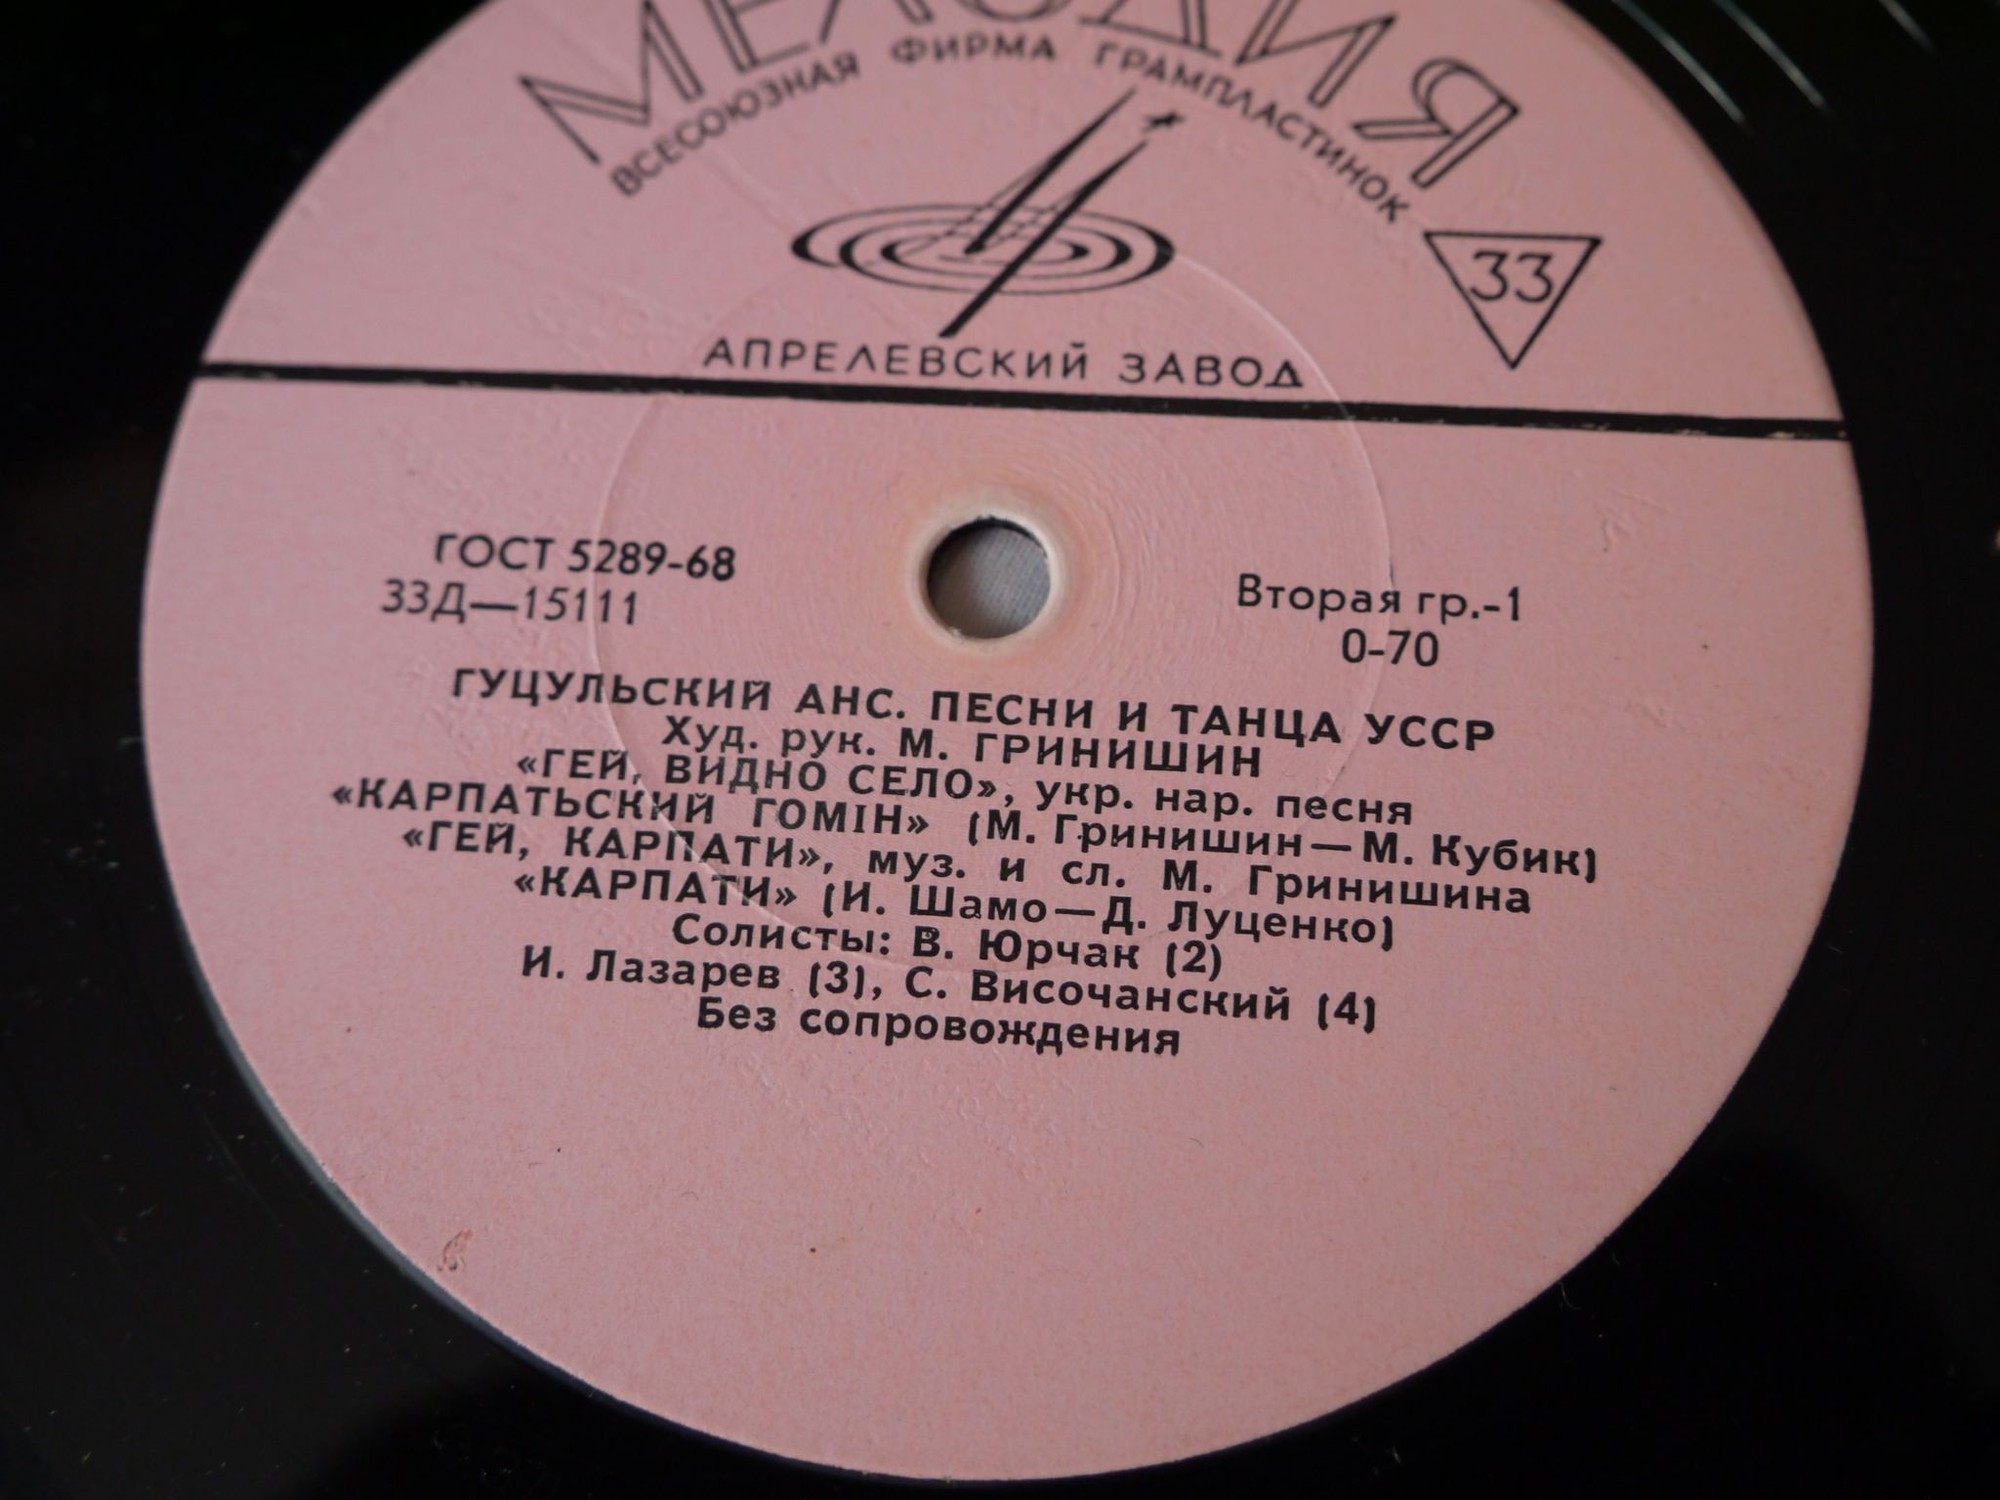 МЕЛОДИЯ
ВСЕСОЮЗНАЯ ФИРМА ГРАМПЛАСТИНОК
33
АПРЕЛЕВСКИЙ ЗАВОД
ГОСТ 5289-68
33Д—15111
Вторая гр.-1
0-70
ГУЦУЛЬСКИЙ АНС. ПЕСНИ И ТАНЦА УССР
Худ. рук. М. ГРИНИШИН
«ГЕЙ, ВИДНО СЕЛО», укр. нар. песня
«КАРПАТЬСКИЙ ГОМІН» (М. Гринишин—М. Кубик)
«ГЕЙ, КАРПАТИ», муз. и сл. М. Гринишина
«КАРПАТИ» (И. Шамо—Д. Луценко)
Солисты: В. Юрчак (2)
И. Лазарев (3), С. Височанский (4)
Без сопровождения